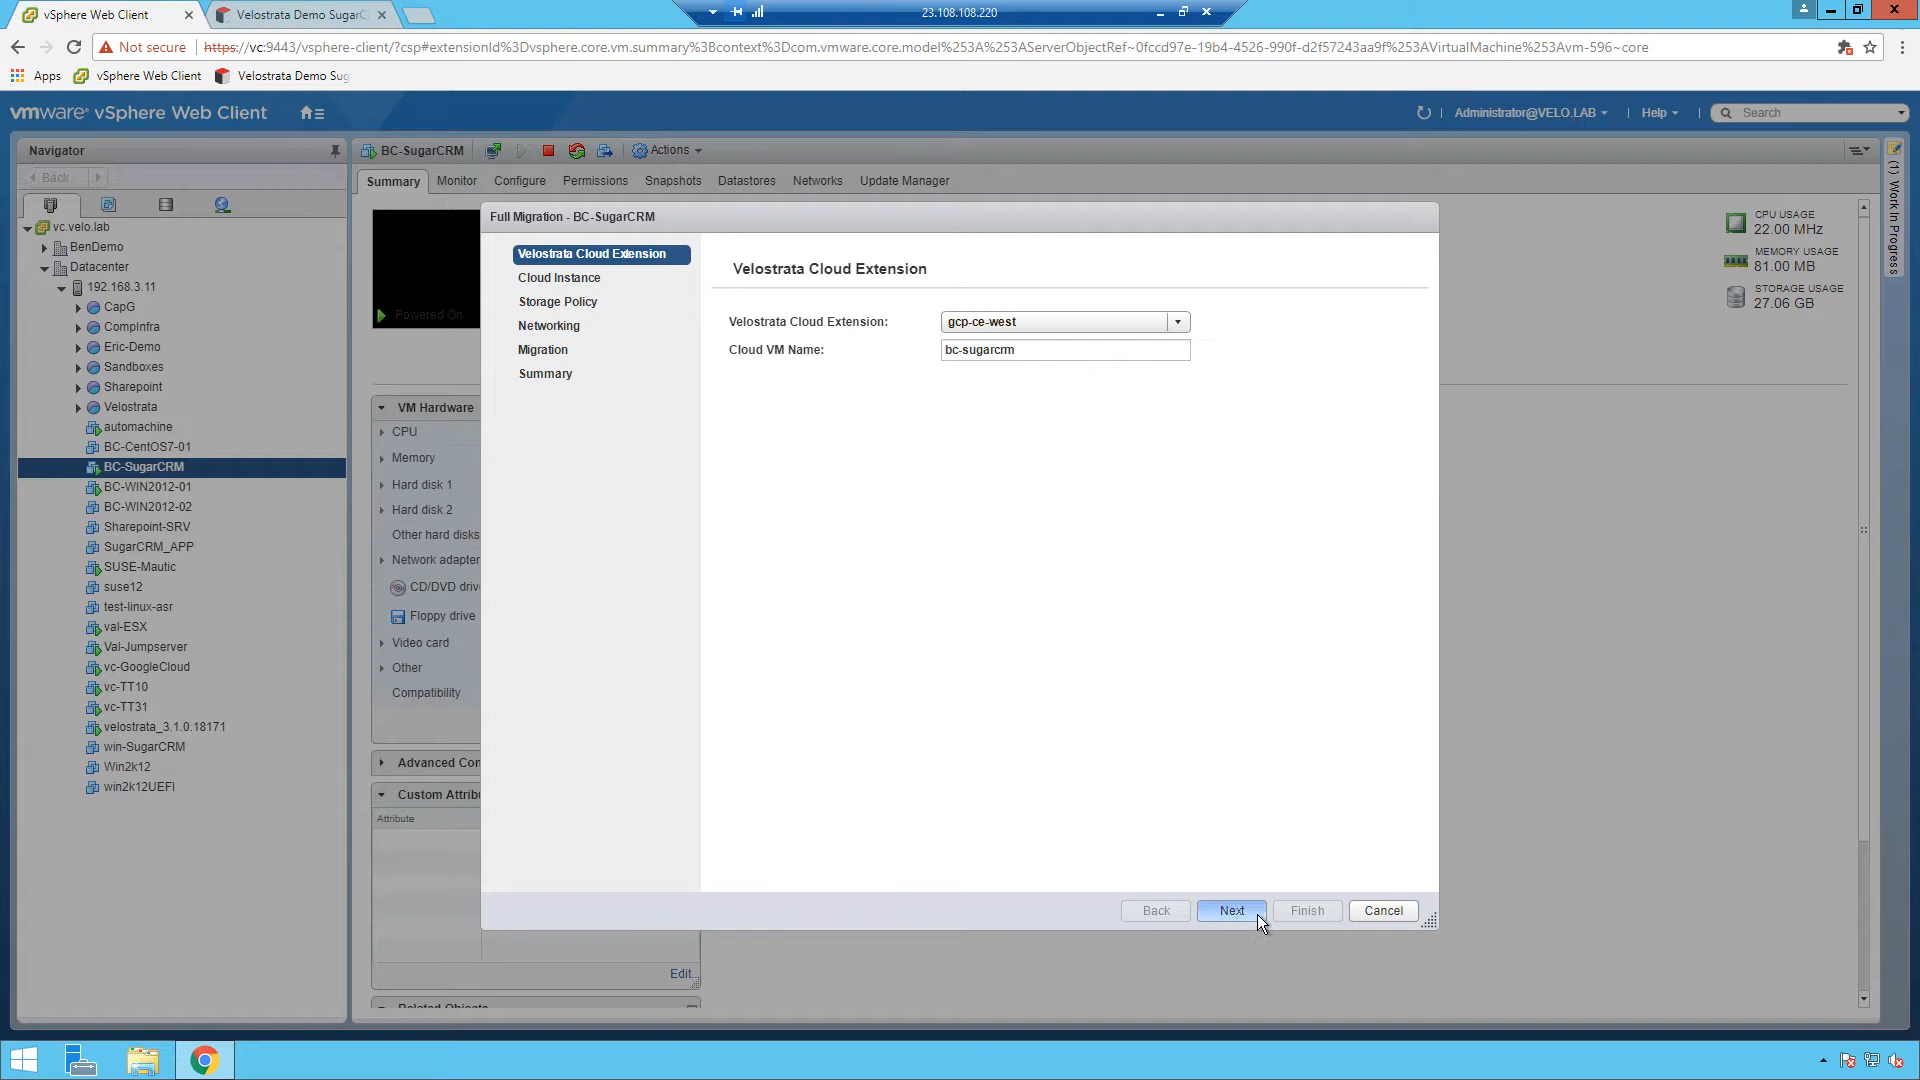 vSphere Web Client
Velostrata Demo SugarC
23.108.108.220
Not secure
https://vc:9443/vsphere-client/?csp#extensionId%3Dvsphere.core.vm.summary%3Bcontext%3Dcom.vmware.core.model%253A%253AServerObjectRef~0fccd97e-19b4-4526-990f-d2f57243aa9f%253AVirtualMachine%253Avm-596~core
Apps
vSphere Web Client
Velostrata Demo Sug
vmware® vSphere Web Client
Administrator@VELO.LAB
Help
Search
Navigator
Back
vc.velo.lab
BenDemo
Datacenter
192.168.3.11
CapG
CompInfra
Eric-Demo
Sandboxes
Sharepoint
Velostrata
automachine
BC-CentOS7-01
BC-SugarCRM
BC-WIN2012-01
BC-WIN2012-02
Sharepoint-SRV
SugarCRM_APP
SUSE-Mautic
suse12
test-linux-asr
val-ESX
Val-Jumpserver
vc-GoogleCloud
vc-TT10
vc-TT31
velostrata_3.1.0.18171
win-SugarCRM
Win2k12
win2k12UEFI
BC-SugarCRM
Actions
Summary
Monitor
Configure
Permissions
Snapshots
Datastores
Networks
Update Manager
Powered On
CPU USAGE
22.00 MHz
MEMORY USAGE
81.00 MB
STORAGE USAGE
27.06 GB
(1) Work In Progress
VM Hardware
CPU
Memory
Hard disk 1
Hard disk 2
Other hard disks
Network adapter
CD/DVD driv
Floppy drive
Video card
Other
Compatibility
Advanced Con
Custom Attribu
Attribute
Edit...
Related Objects
Full Migration - BC-SugarCRM
Velostrata Cloud Extension
Cloud Instance
Storage Policy
Networking
Migration
Summary
Velostrata Cloud Extension
Velostrata Cloud Extension:
gcp-ce-west
Cloud VM Name:
bc-sugarcrm
Back
Next
Finish
Cancel